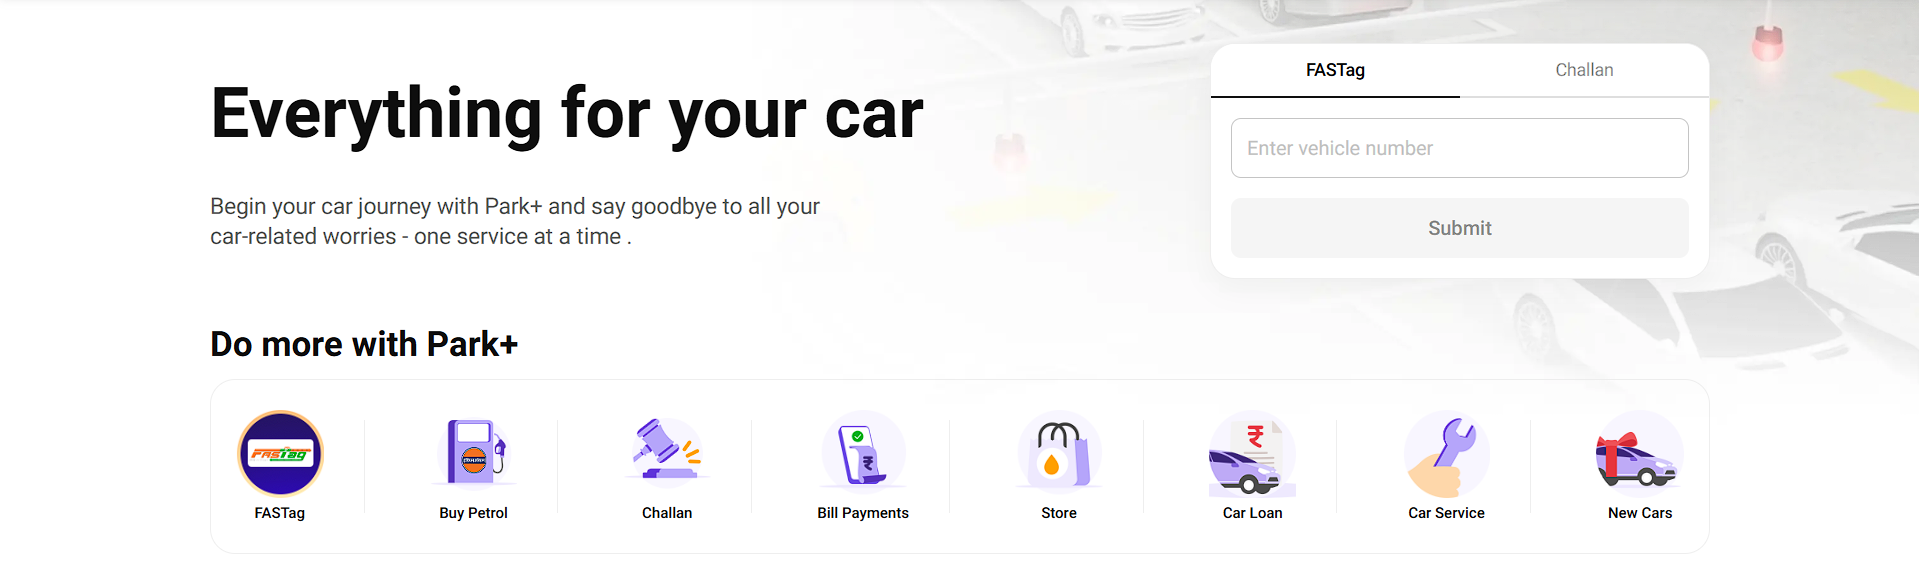 Everything for your car
Begin your car journey with Park+ and say goodbye to all your
car-related worries - one service at a time .
FASTag
Challan
Enter vehicle number
Submit
Do more with Park+
FASTag
FASTag
Buy Petrol
Challan
₹
Bill Payments
Store
₹
Car Loan
Car Service
New Cars